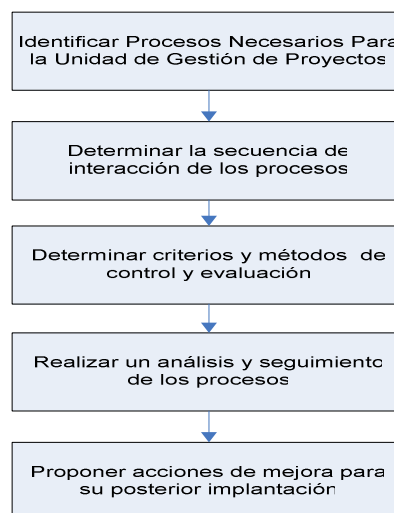 Identificar Procesos Necesarios Para
la Unidad de Gestión de Proyectos
Determinar la secuencia de
interacción de los procesos
Determinar criterios y métodos de
control y evaluación
Realizar un análisis y seguimiento
de los procesos
Proponer acciones de mejora para
su posterior implantación